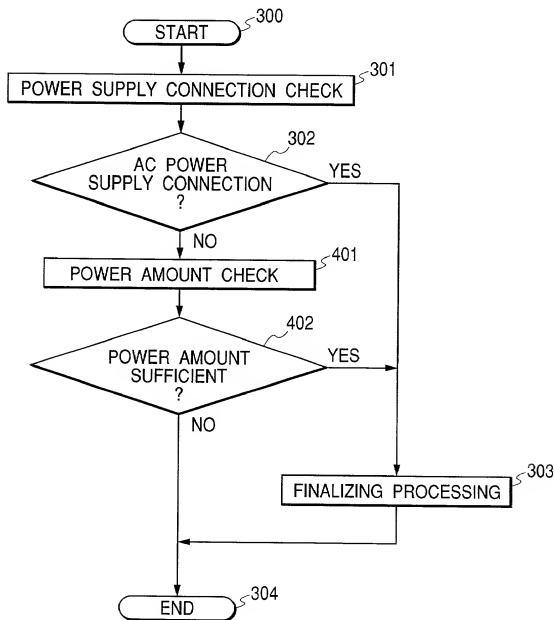 START
300
POWER SUPPLY CONNECTION CHECK
301
302
AC POWER
SUPPLY CONNECTION
?
YES
NO
401
POWER AMOUNT CHECK
402
POWER AMOUNT
SUFFICIENT
?
YES
NO
303
FINALIZING PROCESSING
END
304